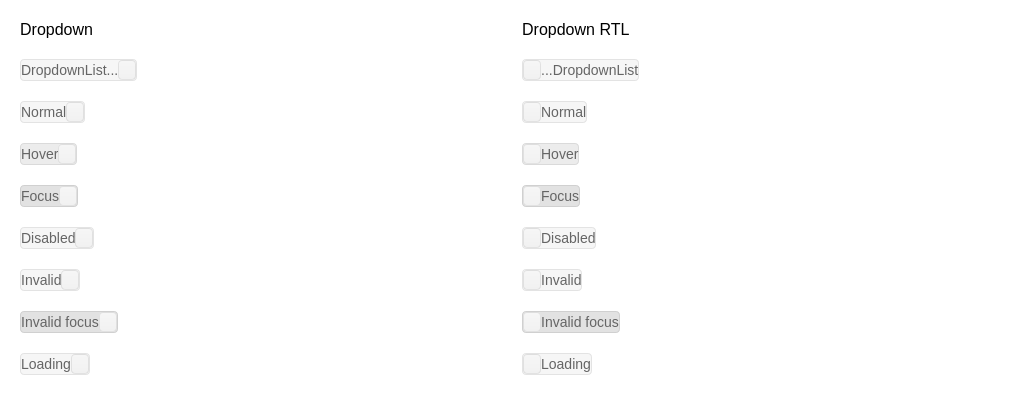 Dropdown
DropdownList...
Normal
Hover
Focus
Disabled
Invalid
Invalid focus
Loading
Dropdown RTL
...DropdownList
Normal
Hover
Focus
Disabled
Invalid
Invalid focus
Loading